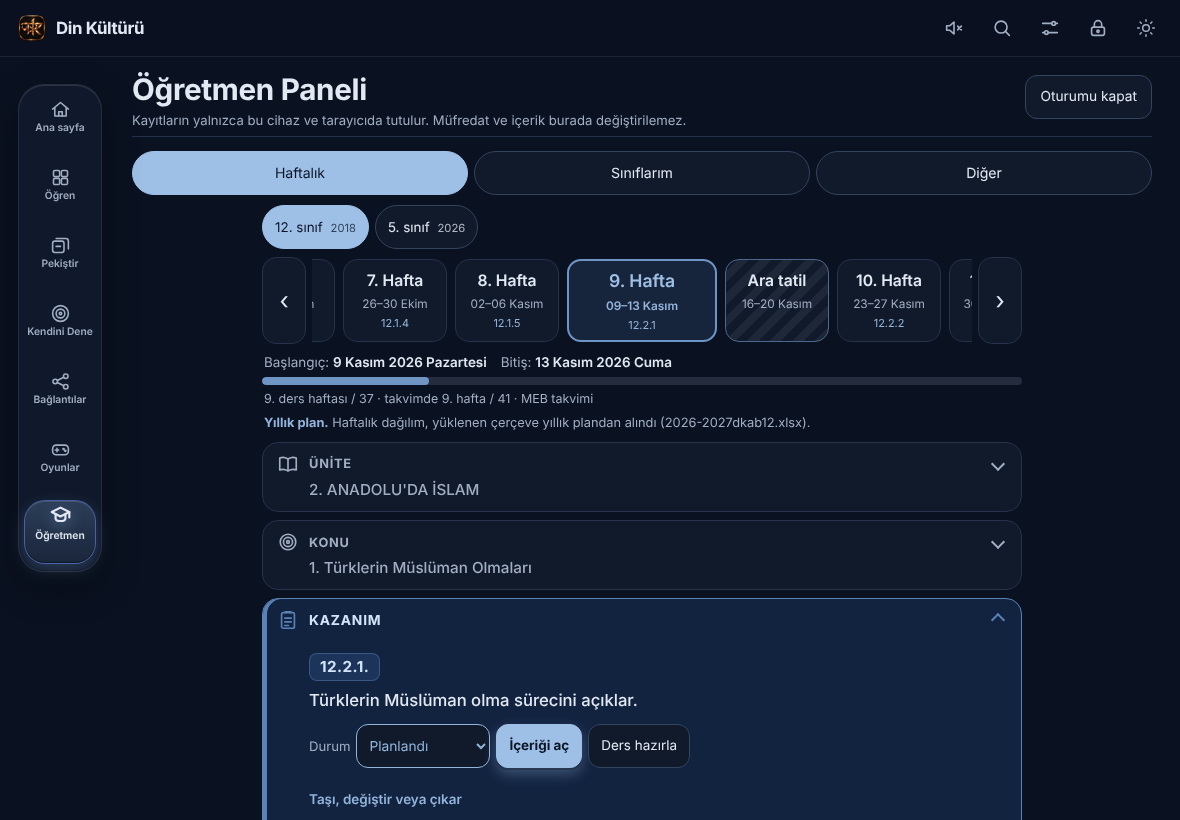 Din Kültürü
Öğretmen Paneli
Kayıtların yalnızca bu cihaz ve tarayıcıda tutulur. Müfredat ve içerik burada değiştirilemez.
Oturumu kapat
Ana sayfa
Öğren
Pekiştir
Kendini Dene
Bağlantılar
Oyunlar
Öğretmen
Haftalık
Sınıflarım
Diğer
12. sınıf 2018
5. sınıf 2026
7. Hafta
26–30 Ekim
12.1.4
8. Hafta
02–06 Kasım
12.1.5
9. Hafta
09–13 Kasım
12.2.1
Ara tatil
16–20 Kasım
10. Hafta
23–27 Kasım
12.2.2
Başlangıç: 9 Kasım 2026 Pazartesi Bitiş: 13 Kasım 2026 Cuma
9. ders haftası / 37 · takvimde 9. hafta / 41 · MEB takvimi
Yıllık plan. Haftalık dağılım, yüklenen çerçeve yıllık plandan alındı (2026-2027dkab12.xlsx).
ÜNİTE
2. ANADOLU'DA İSLAM
KONU
1. Türklerin Müslüman Olmaları
KAZANIM
12.2.1.
Türklerin Müslüman olma sürecini açıklar.
Durum Planlandı İçeriği aç Ders hazırla
Taşı, değiştir veya çıkar